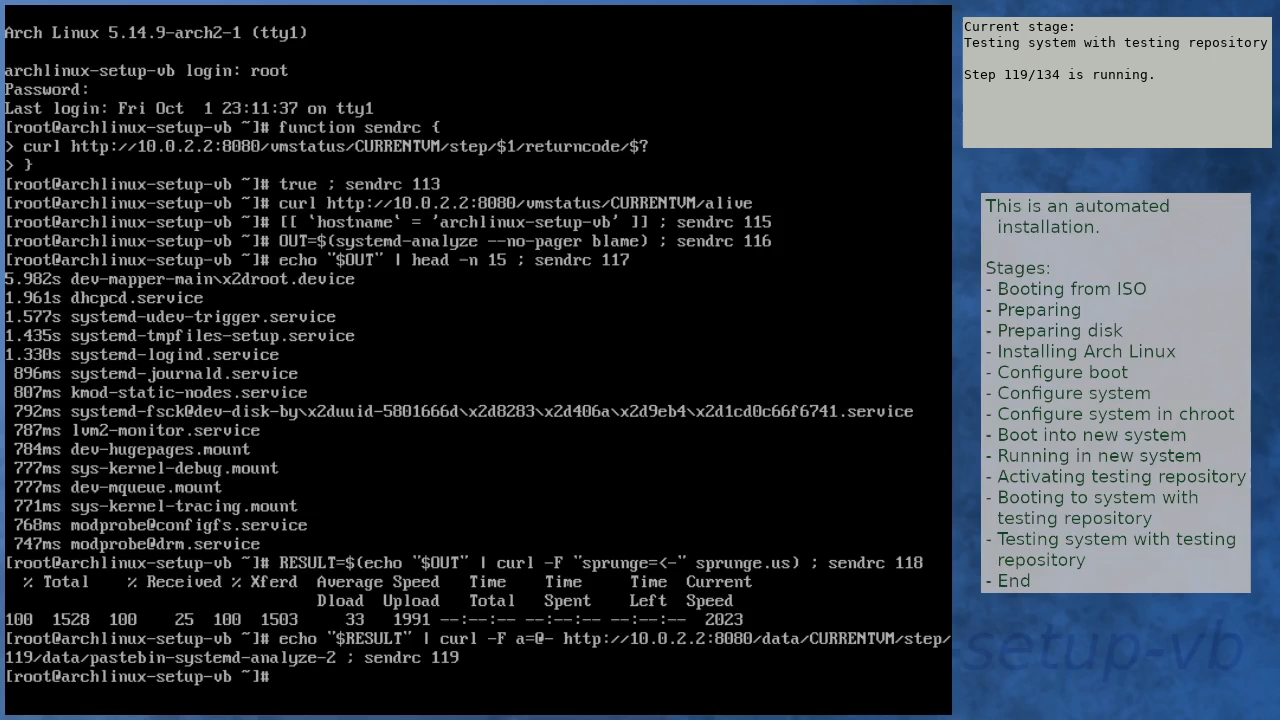 Arch Linux 5.14.9-arch2-1 (tty1)
archlinux-setup-vb login: root
Password:
Last login: Fri Oct  1 23:11:37 on tty1
[root@archlinux-setup-vb ~]# function sendrc {
> curl http://10.0.2.2:8080/vmstatus/CURRENTVM/step/$1/returncode/$?
> }
[root@archlinux-setup-vb ~]# true ; sendrc 113
[root@archlinux-setup-vb ~]# curl http://10.0.2.2:8080/vmstatus/CURRENTVM/alive
[root@archlinux-setup-vb ~]# [[ `hostname` = 'archlinux-setup-vb' ]] ; sendrc 115
[root@archlinux-setup-vb ~]# OUT=$(systemd-analyze --no-pager blame) ; sendrc 116
[root@archlinux-setup-vb ~]# echo "$OUT" | head -n 15 ; sendrc 117
5.982s dev-mapper-main\x2droot.device
1.961s dhcpcd.service
1.577s systemd-udev-trigger.service
1.435s systemd-tmpfiles-setup.service
1.330s systemd-logind.service
 896ms systemd-journald.service
 807ms kmod-static-nodes.service
 792ms systemd-fsck@dev-disk-by\x2duuid-5801666d\x2d8283\x2d406a\x2d9eb4\x2d1cd0c66f6741.service
 787ms lvm2-monitor.service
 784ms dev-hugepages.mount
 777ms sys-kernel-debug.mount
 777ms dev-mqueue.mount
 771ms sys-kernel-tracing.mount
 768ms modprobe@configfs.service
 747ms modprobe@drm.service
[root@archlinux-setup-vb ~]# RESULT=$(echo "$OUT" | curl -F "sprunge=<-" sprunge.us) ; sendrc 118
  % Total    % Received % Xferd  Average Speed   Time    Time     Time  Current
                                 Dload  Upload   Total   Spent    Left  Speed
100  1528  100    25  100  1503     33   1991 --:--:-- --:--:-- --:--:--  2023
[root@archlinux-setup-vb ~]# echo "$RESULT" | curl -F a=@- http://10.0.2.2:8080/data/CURRENTVM/step/
119/data/pastebin-systemd-analyze-2 ; sendrc 119
[root@archlinux-setup-vb ~]#
Current stage:
Testing system with testing repository
Step 119/134 is running.
This is an automated
installation.
Stages:
- Booting from ISO
- Preparing
- Preparing disk
- Installing Arch Linux
- Configure boot
- Configure system
- Configure system in chroot
- Boot into new system
- Running in new system
- Activating testing repository
- Booting to system with
testing repository
- Testing system with testing
repository
- End
setup-vb